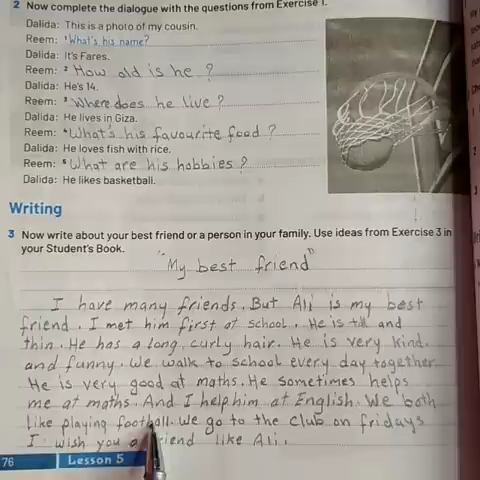 2 Now complete the dialogue with the questions from Exercise 1.
Dalida: This is a photo of my cousin.
Reem: 1 What's his name?
Dalida: It's Fares.
Reem: 2 How old is he?
Dalida: He's 14.
Reem: 3 Where does he live?
Dalida: He lives in Giza.
Reem: 4 What's his favourite food?
Dalida: He loves fish with rice.
Reem: 5 What are his hobbies?
Dalida: He likes basketball.
Writing
3 Now write about your best friend or a person in your family. Use ideas from Exercise 3 in
your Student's Book.
"My best friend"
I have many friends. But Ali is my best
friend. I met him first at school. He is tall and
thin. He has a long, curly hair. He is very kind.
and funny. We walk to school every day together
He is very good at maths. He sometimes helps
me at maths. And I help him at English. We both
like playing football. We go to the club on fridays
I wish you a friend like Ali.
76 Lesson 5